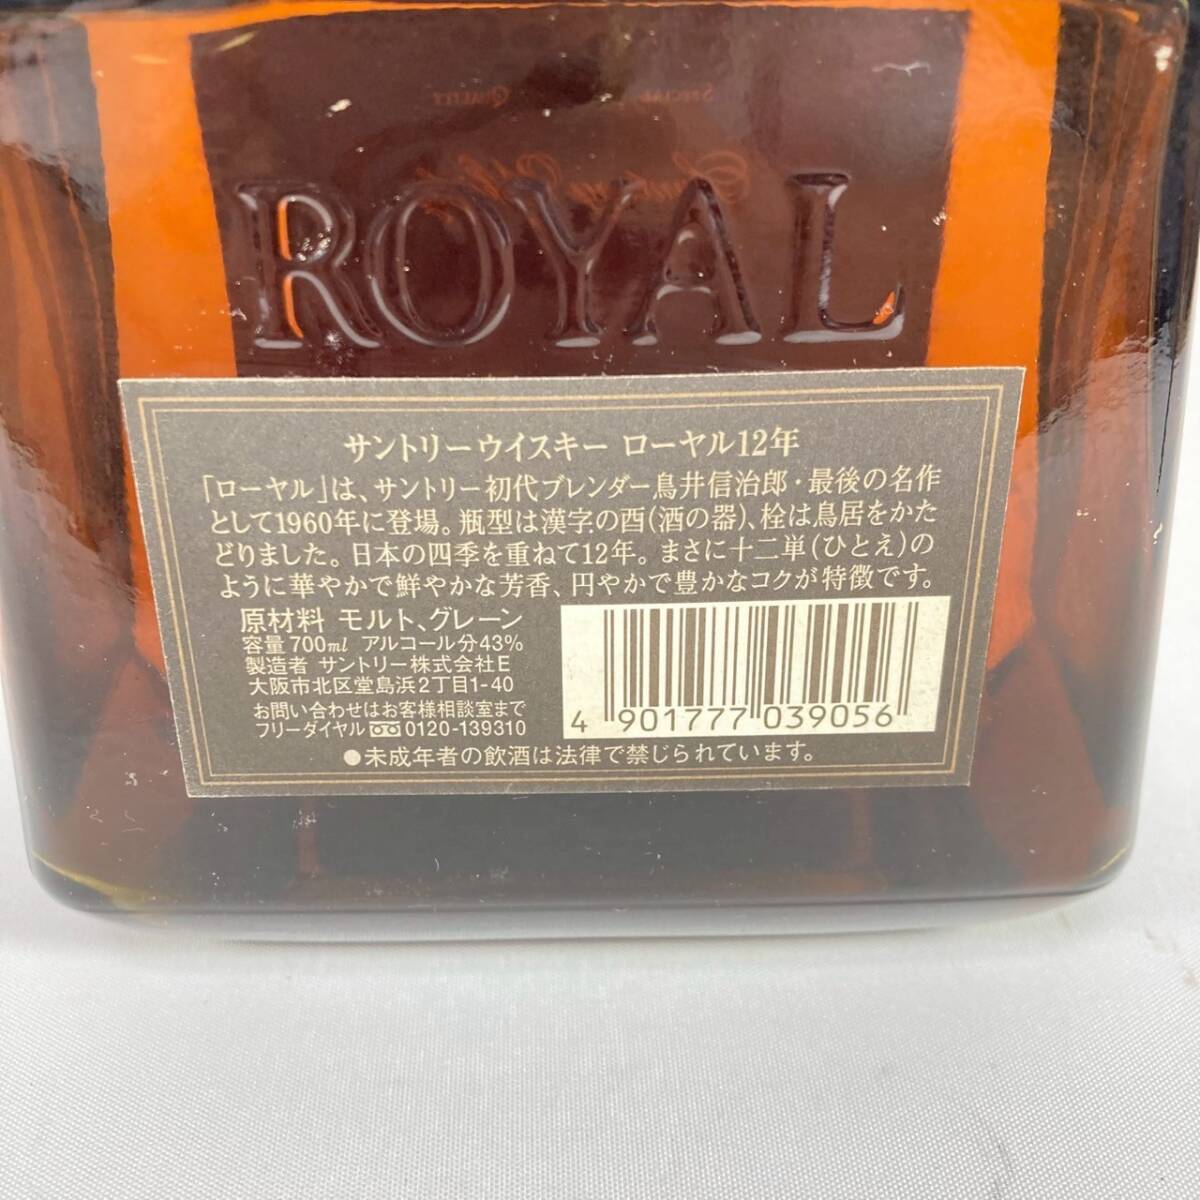 SPECIAL QUALITY
ROYAL
サントリーウイスキー ローヤル12年
「ローヤル」は、サントリー初代ブレンダー鳥井信治郎・最後の名作
として1960年に登場。瓶型は漢字の酉(酒の器)、栓は鳥居をかた
どりました。日本の四季を重ねて12年。まさに十二単(ひとえ)の
ように華やかで鮮やかな芳香、円やかで豊かなコクが特徴です。
原材料 モルト、グレーン
容量700ml アルコール分43%
製造者 サントリー株式会社E
大阪市北区堂島浜2丁目1-40
お問い合わせはお客様相談室まで
フリーダイヤル 0120-139310
4 901777 039056
●未成年者の飲酒は法律で禁じられています。